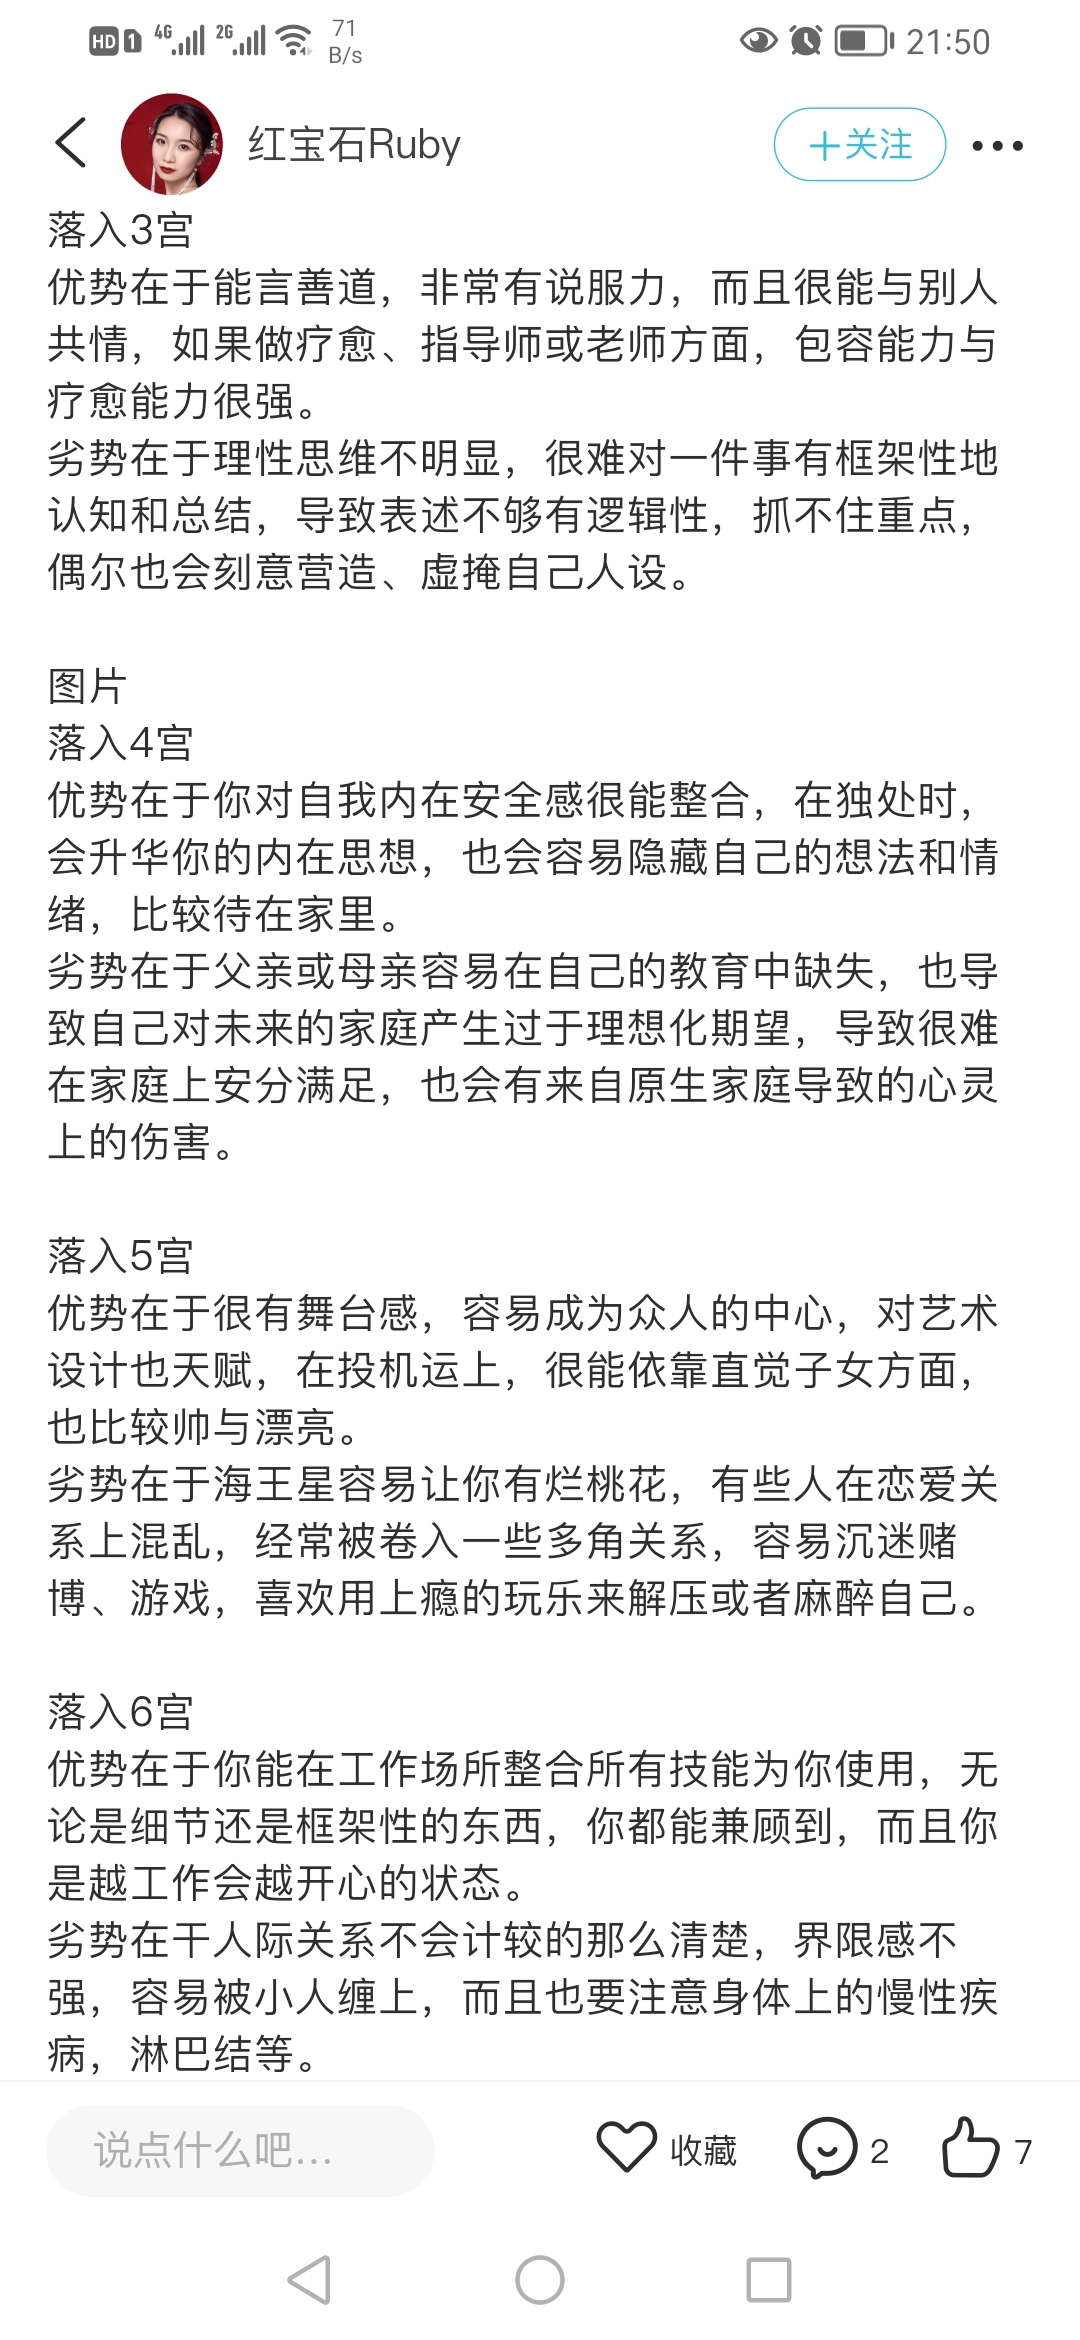 HD 1 4G 2G 71 B/s 21:50
红宝石Ruby
+关注
落入3宫
优势在于能言善道，非常有说服力，而且很能与别人
共情，如果做疗愈、指导师或老师方面，包容能力与
疗愈能力很强。
劣势在于理性思维不明显，很难对一件事有框架性地
认知和总结，导致表述不够有逻辑性，抓不住重点，
偶尔也会刻意营造、虚掩自己人设。
图片
落入4宫
优势在于你对自我内在安全感很能整合，在独处时，
会升华你的内在思想，也会容易隐藏自己的想法和情
绪，比较待在家里。
劣势在于父亲或母亲容易在自己的教育中缺失，也导
致自己对未来的家庭产生过于理想化期望，导致很难
在家庭上安分满足，也会有来自原生家庭导致的心灵
上的伤害。
落入5宫
优势在于很有舞台感，容易成为众人的中心，对艺术
设计也天赋，在投机运上，很能依靠直觉子女方面，
也比较帅与漂亮。
劣势在于海王星容易让你有烂桃花，有些人在恋爱关
系上混乱，经常被卷入一些多角关系，容易沉迷赌
博、游戏，喜欢用上瘾的玩乐来解压或者麻醉自己。
落入6宫
优势在于你能在工作场所整合所有技能为你使用，无
论是细节还是框架性的东西，你都能兼顾到，而且你
是越工作会越开心的状态。
劣势在于人际关系不会计较的那么清楚，界限感不
强，容易被小人缠上，而且也要注意身体上的慢性疾
病，淋巴结等。
说点什么吧...
收藏
2
7